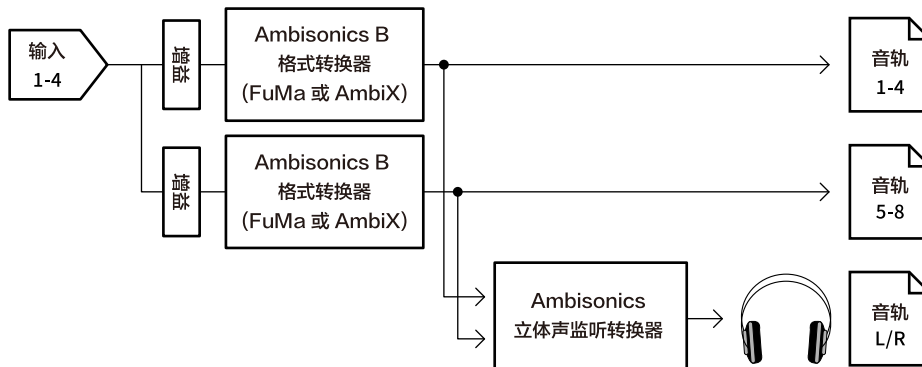 输入
1-4
增益
Ambisonics B
格式转换器
(FuMa 或 AmbiX)
音轨
1-4
增益
Ambisonics B
格式转换器
(FuMa 或 AmbiX)
音轨
5-8
Ambisonics
立体声监听转换器
音轨
L/R